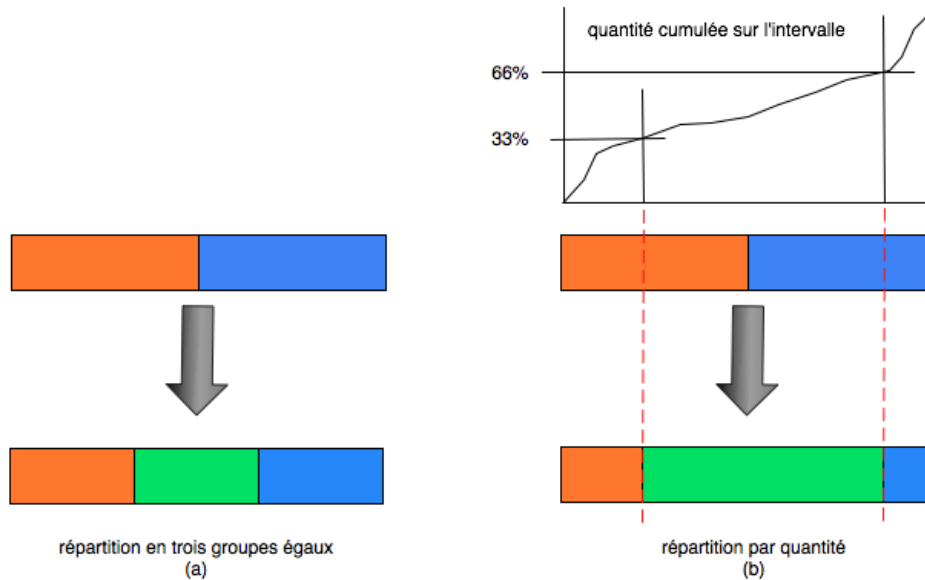 quantité cumulée sur l'intervalle
66%
33%
répartition en trois groupes égaux
(a)
répartition par quantité
(b)